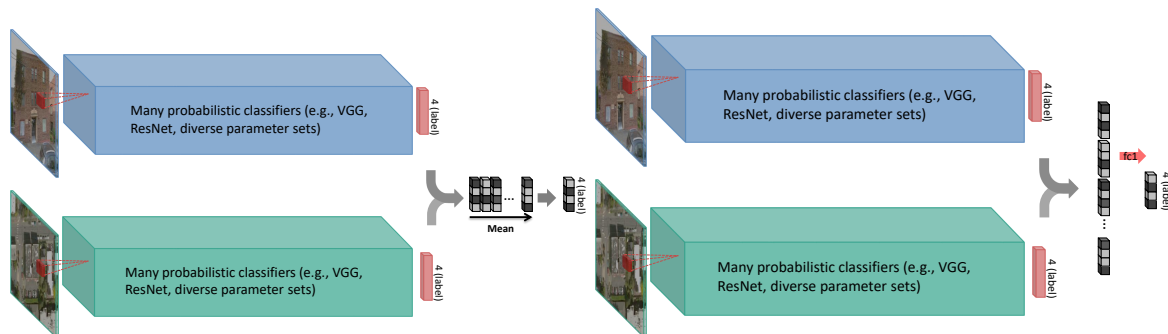 Many probabilistic classifiers (e.g., VGG,
ResNet, diverse parameter sets)
4 (label)
Many probabilistic classifiers (e.g., VGG,
ResNet, diverse parameter sets)
4 (label)
...
Mean
4 (label)
Many probabilistic classifiers (e.g., VGG,
ResNet, diverse parameter sets)
4 (label)
Many probabilistic classifiers (e.g., VGG,
ResNet, diverse parameter sets)
4 (label)
...
fc1
4 (label)